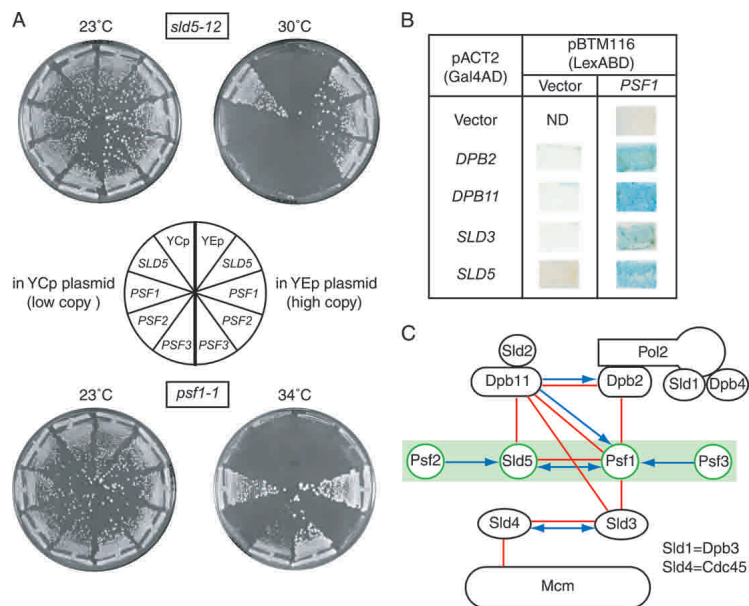 A
23°C
sld5-12
30°C
YCp
YEp
SLD5
SLD5
in YCp plasmid
(low copy )
PSF1
PSF1
in YEp plasmid
(high copy)
PSF2
PSF2
PSF3
PSF3
23°C
psf1-1
34°C
B
pACT2
(Gal4AD)
pBTM116
(LexABD)
Vector
PSF1
Vector
ND
DPB2
DPB11
SLD3
SLD5
C
Sld2
Pol2
Dpb11
Dpb2
Sld1
Dpb4
Psf2
Sld5
Psf1
Psf3
Sld4
Sld3
Sld1=Dpb3
Sld4=Cdc45
Mcm